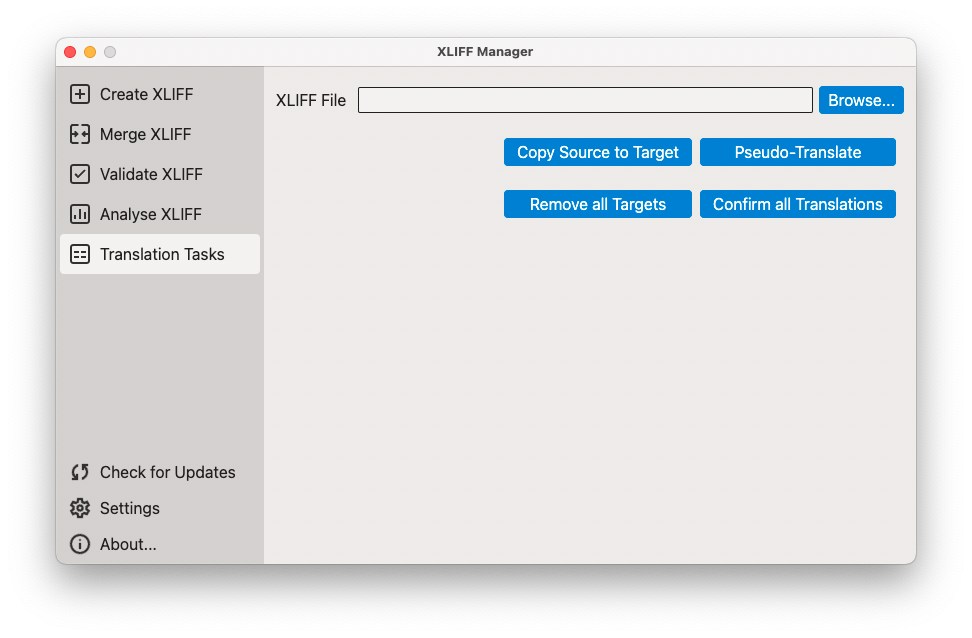 XLIFF Manager
Create XLIFF
Merge XLIFF
Validate XLIFF
Analyse XLIFF
Translation Tasks
Check for Updates
Settings
About...
XLIFF File
Browse...
Copy Source to Target
Pseudo-Translate
Remove all Targets
Confirm all Translations